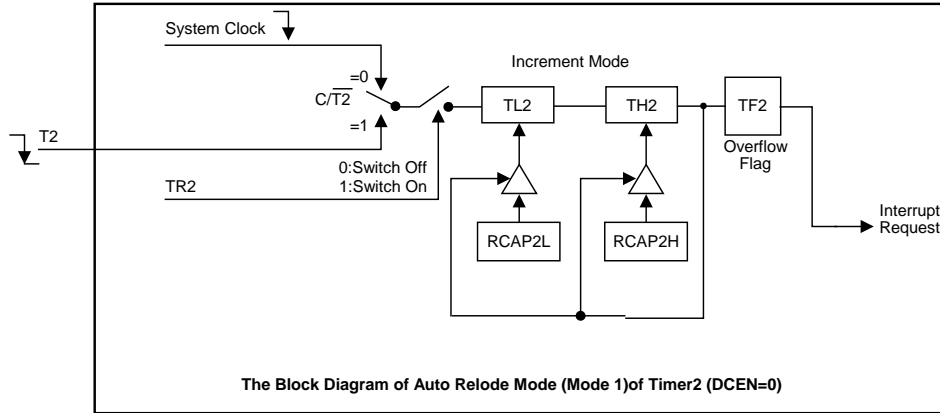 System Clock
Increment Mode
=0
C/T2
TL2
TH2
TF2
=1
T2
Overflow
Flag
0:Switch Off
1:Switch On
TR2
Interrupt
Request
RCAP2L
RCAP2H
The Block Diagram of Auto Relode Mode (Mode 1)of Timer2 (DCEN=0)